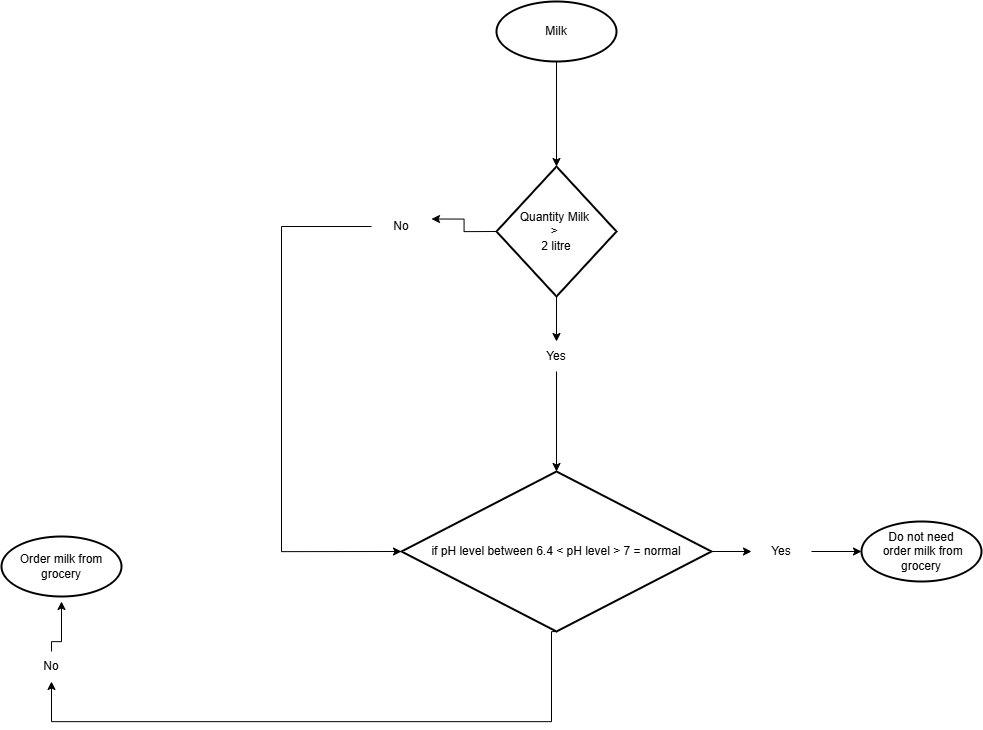 Milk
Quantity Milk
>
2 litre
No
Yes
if pH level between 6.4 < pH level > 7 = normal
Yes
Do not need
order milk from
grocery
Order milk from
grocery
No